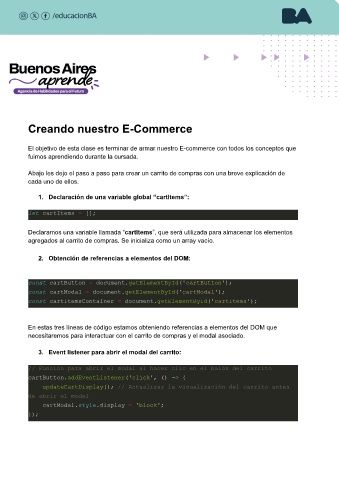 /educacionBA
BA
Buenos Aires
aprende
Agencia de Habilidades para el Futuro
Creando nuestro E-Commerce
El objetivo de esta clase es terminar de armar nuestro E-commerce con todos los conceptos que
fuimos aprendiendo durante la cursada.
Abajo les dejo el paso a paso para crear un carrito de compras con una breve explicación de
cada uno de ellos.
1. Declaración de una variable global "cartItems":
let cartItems = [];
Declaramos una variable llamada "cartItems", que será utilizada para almacenar los elementos
agregados al carrito de compras. Se inicializa como un array vacío.
2. Obtención de referencias a elementos del DOM:
const cartButton = document.getElementById('cartButton');
const cartModal = document.getElementById('cartModal');
const cartitemsContainer = document.getElementById('cartitems');
En estas tres líneas de código estamos obteniendo referencias a elementos del DOM que
necesitaremos para interactuar con el carrito de compras y el modal asociado.
3. Event listener para abrir el modal del carrito:
// Función para abrir el modal al hacer clic en el botón del carrito
cartButton.addEventListener('click', () => {
updateCartDisplay(); // Actualizar la visualización del carrito antes
de abrir el modal
cartModal.style.display = 'block';
});